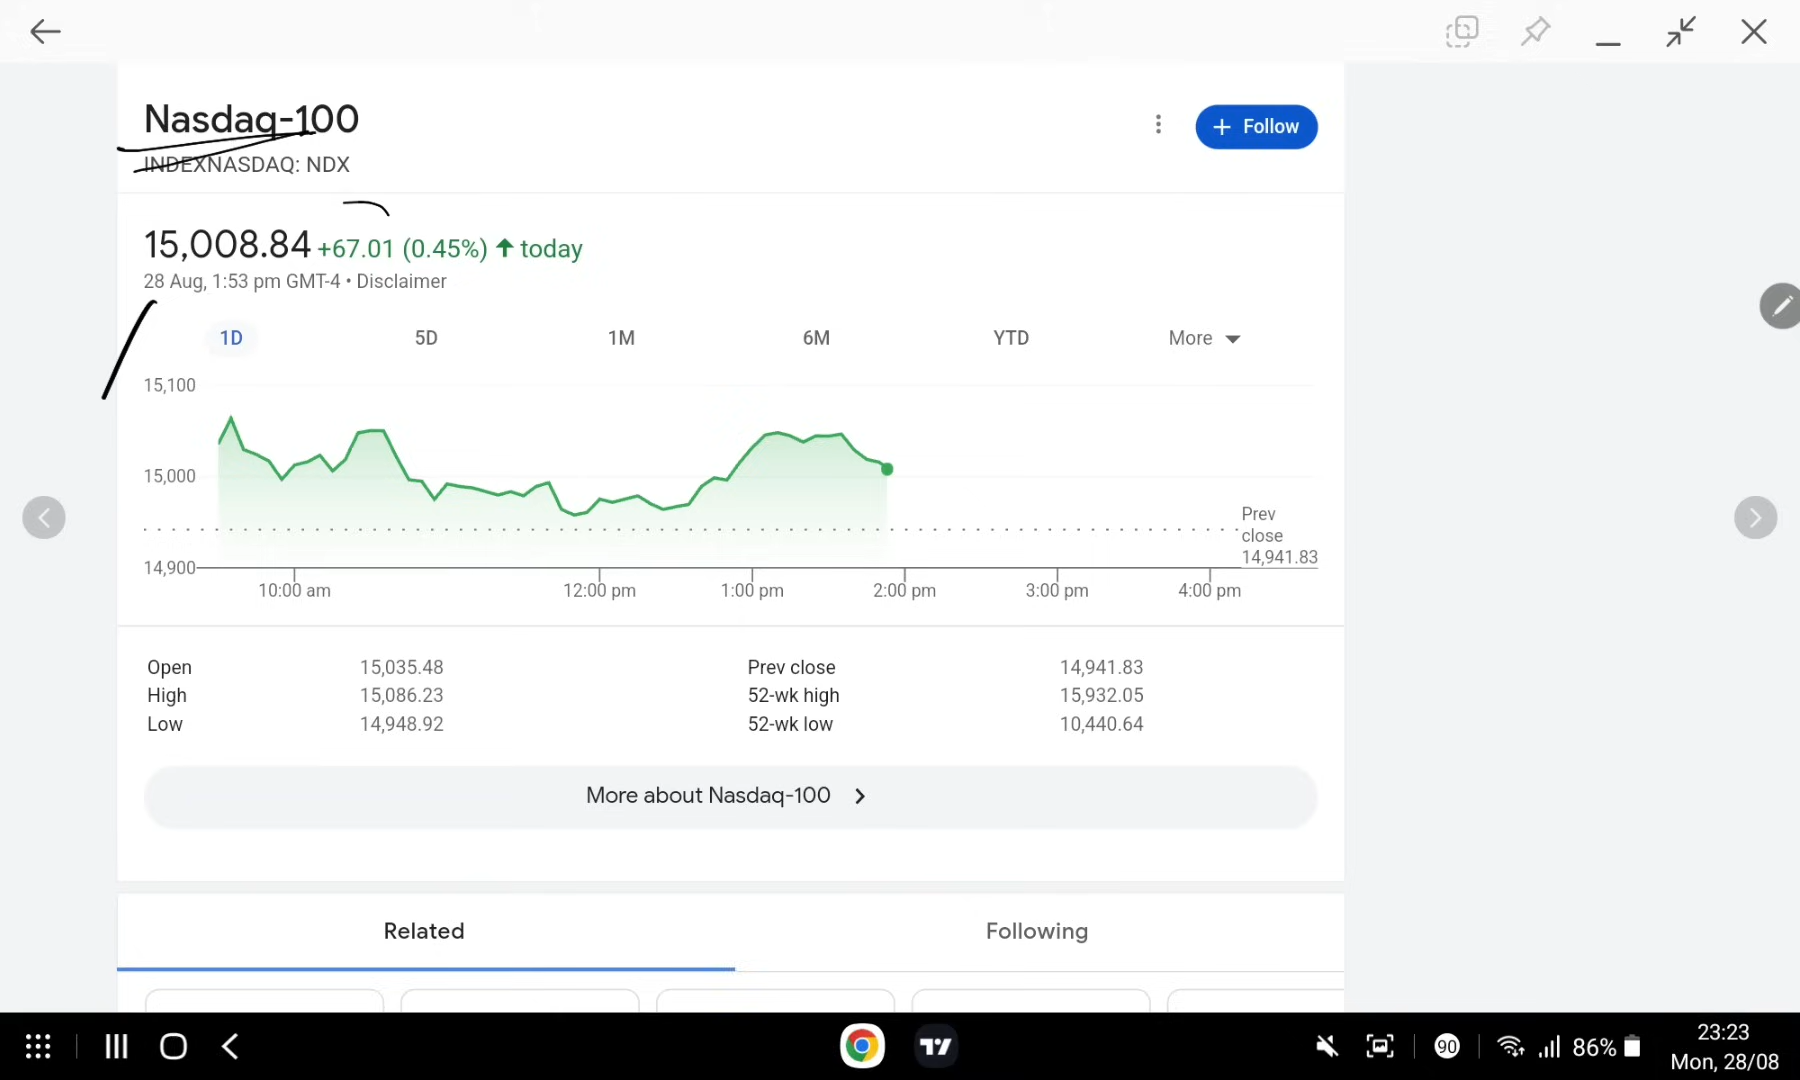 Nasdaq-100
+ Follow
INDEXNASDAQ: NDX
15,008.84 +67.01 (0.45%) ↑ today
28 Aug, 1:53 pm GMT-4 • Disclaimer
1D 5D 1M 6M YTD More
15,100
15,000
14,900
Prev
close
14,941.83
10:00 am 12:00 pm 1:00 pm 2:00 pm 3:00 pm 4:00 pm
Open 15,035.48 Prev close 14,941.83
High 15,086.23 52-wk high 15,932.05
Low 14,948.92 52-wk low 10,440.64
More about Nasdaq-100
Related Following
90 86% 23:23
Mon, 28/08